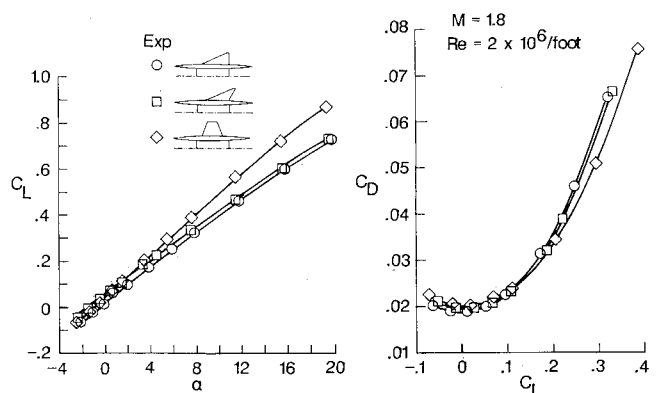 M = 1.8
Re = 2 x 10⁶/foot
Exp
1.0
.8
.6
.4
.2
0
-.2
C_L
-4 0 4 8 12 16 20
α
.08
.07
.06
.05
.04
.03
.02
.01
C_D
-.1 0 .1 .2 .3 .4
C_L